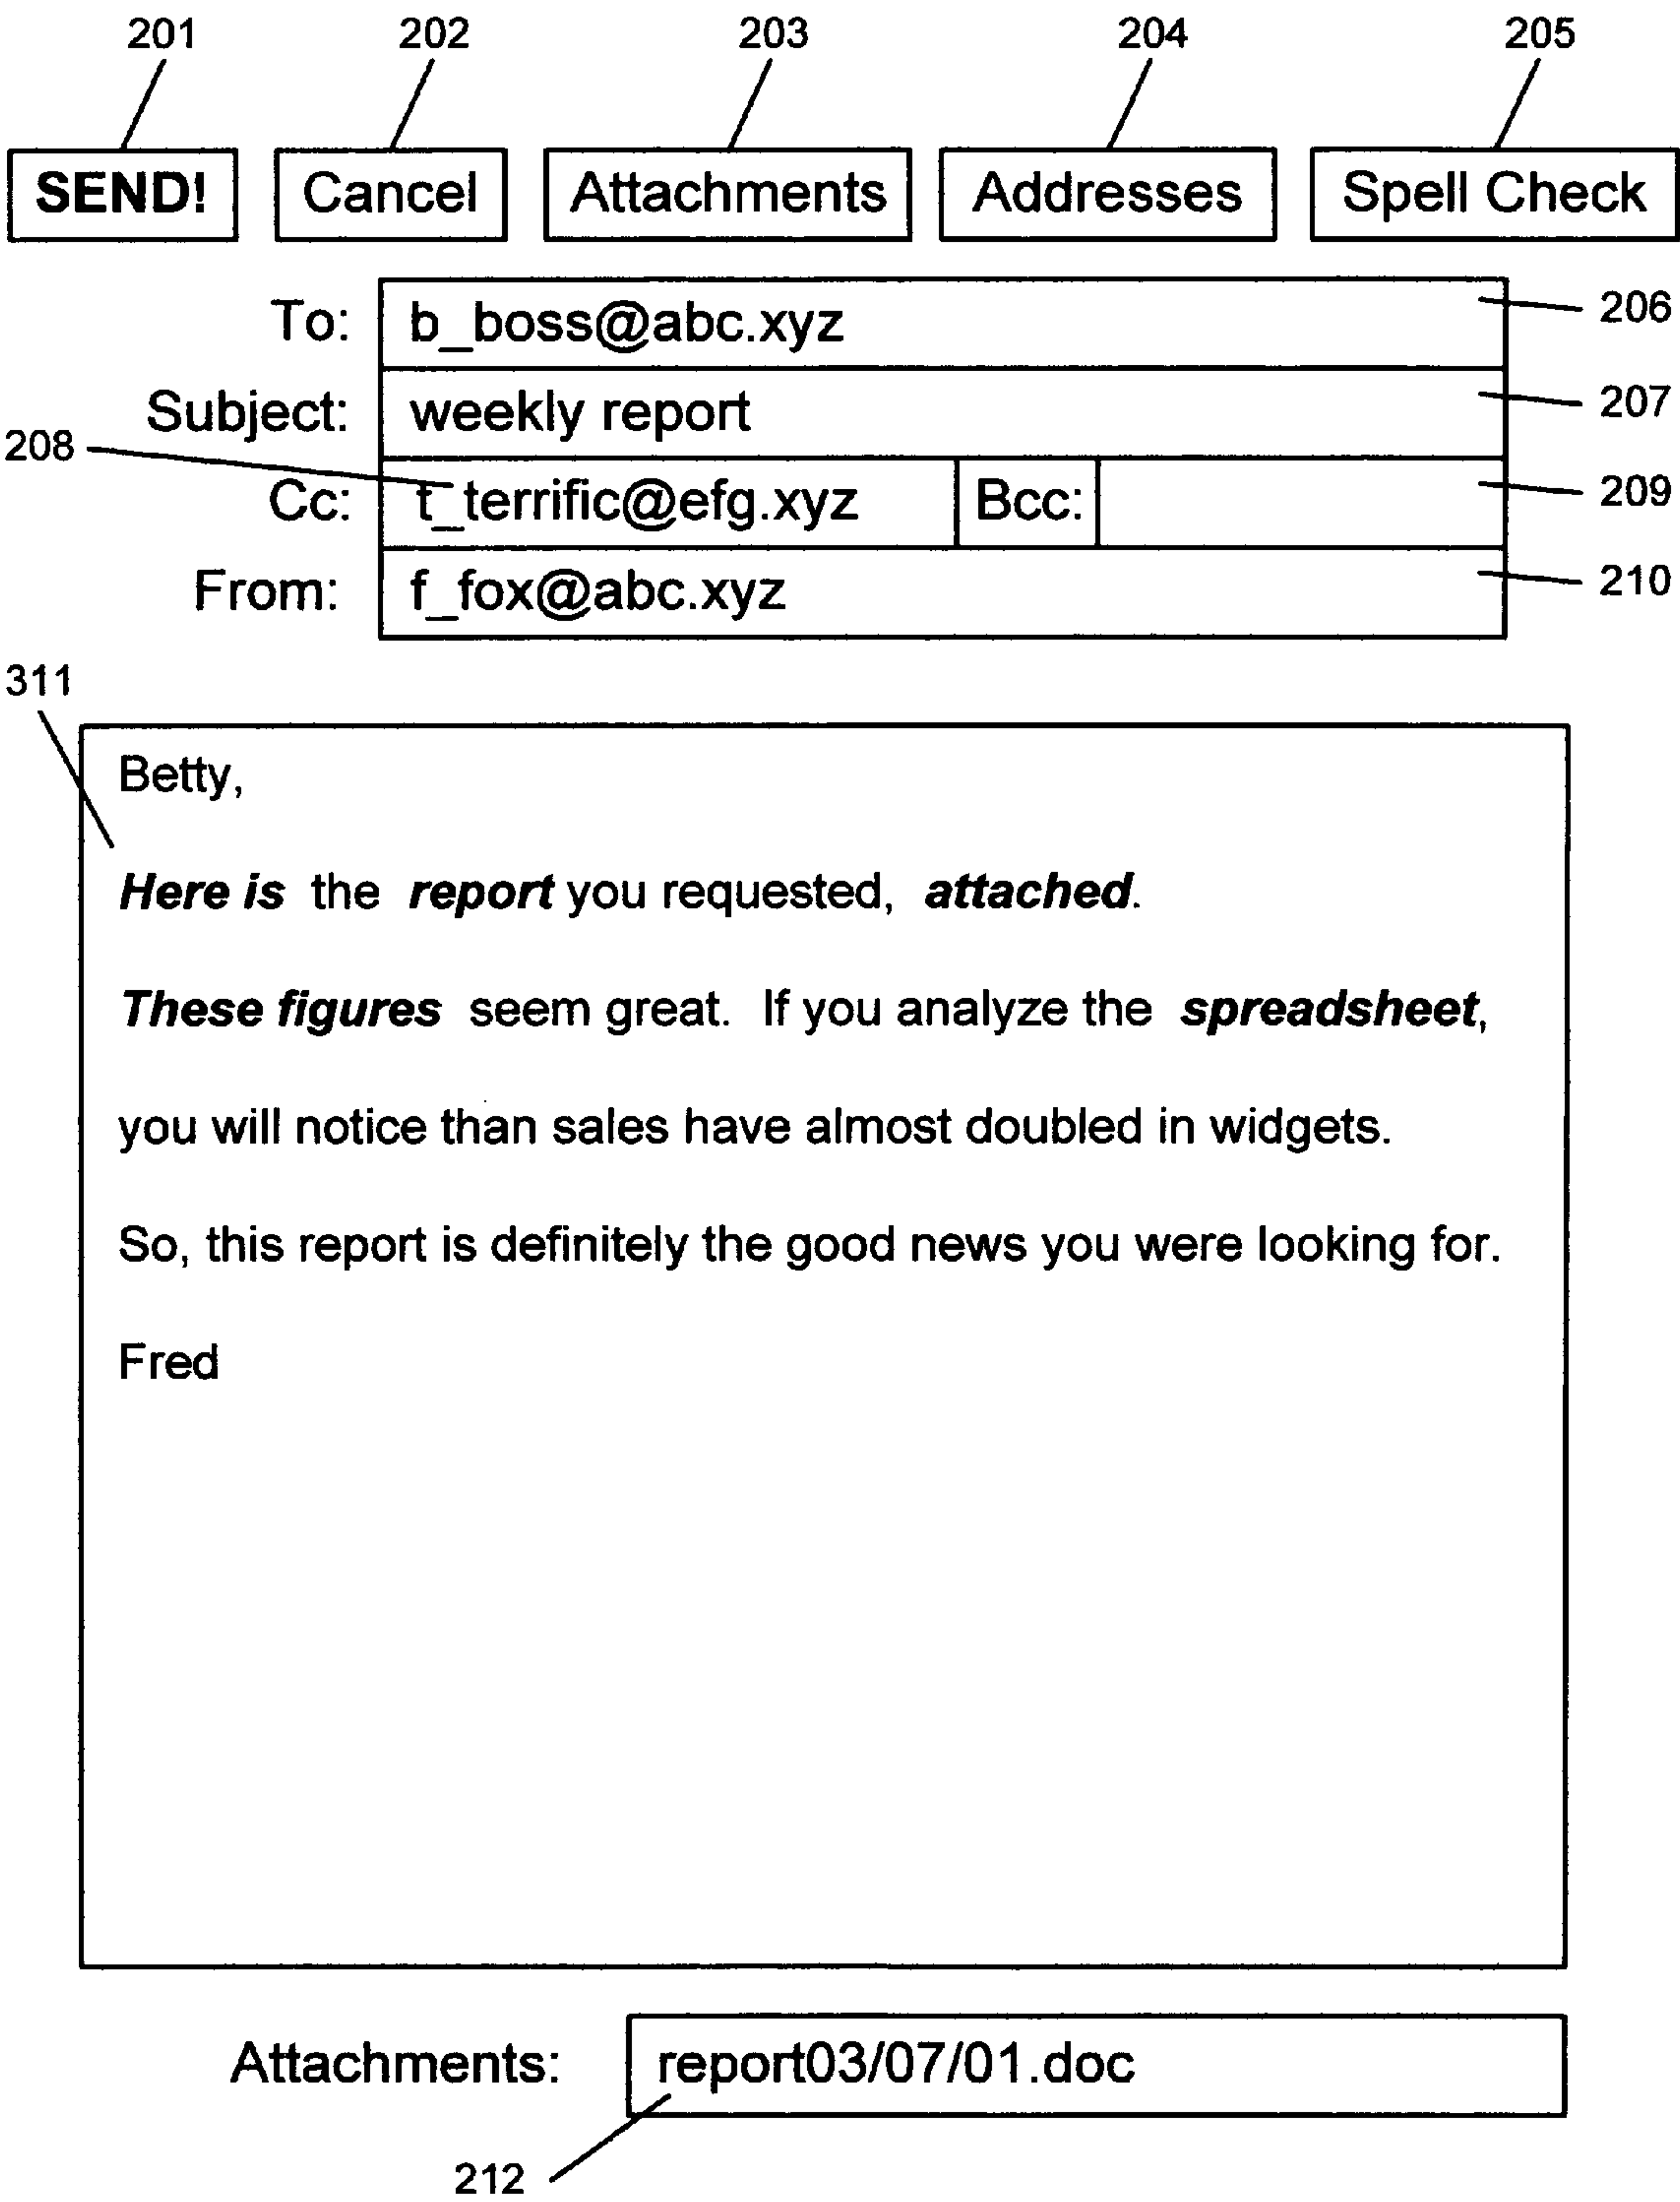 201 202 203 204 205
SEND! Cancel Attachments Addresses Spell Check
To: b_boss@abc.xyz 206
Subject: weekly report 207
208
Cc: t_terrific@efg.xyz Bcc: 209
From: f_fox@abc.xyz 210
311
Betty,
Here is the report you requested, attached.
These figures seem great. If you analyze the spreadsheet,
you will notice than sales have almost doubled in widgets.
So, this report is definitely the good news you were looking for.
Fred
Attachments: report03/07/01.doc
212